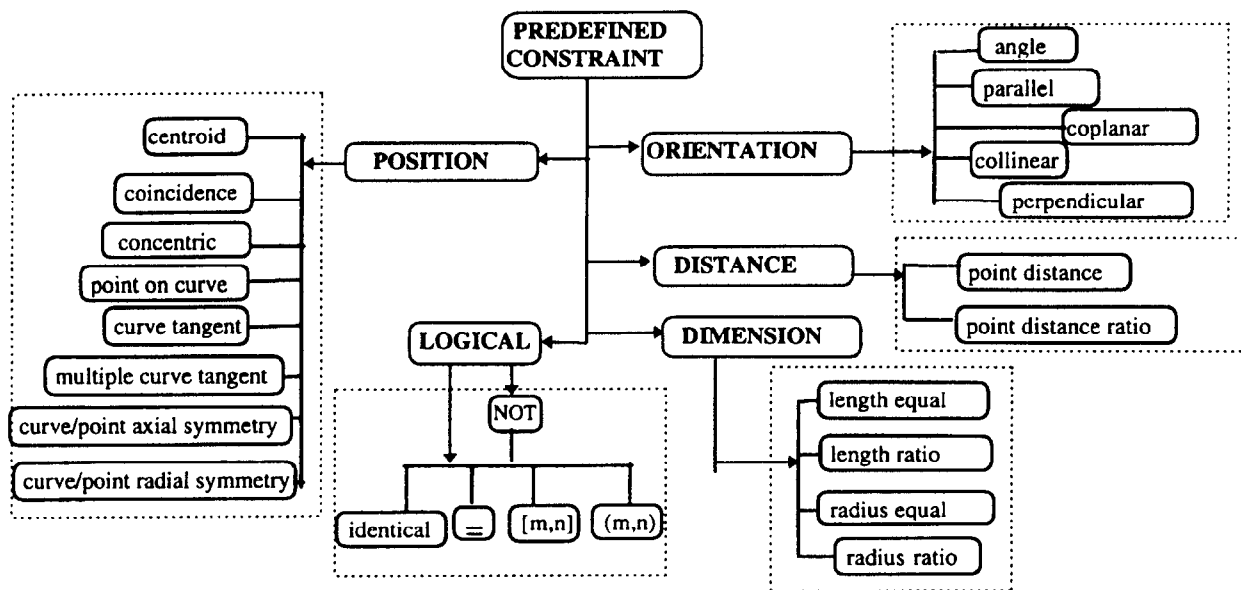 PREDEFINED
CONSTRAINT
POSITION
centroid
coincidence
concentric
point on curve
curve tangent
multiple curve tangent
curve/point axial symmetry
curve/point radial symmetry
ORIENTATION
angle
parallel
coplanar
collinear
perpendicular
DISTANCE
point distance
point distance ratio
LOGICAL
NOT
identical
=
[m,n]
(m,n)
DIMENSION
length equal
length ratio
radius equal
radius ratio